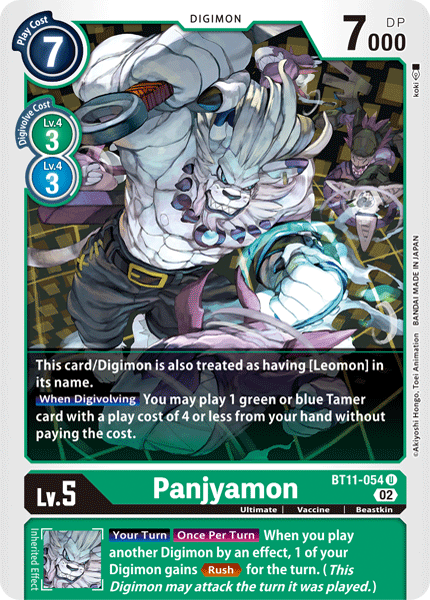 Play Cost
7
DIGIMON
7000
DP
Digivolve Cost
Lv.4
3
Lv.4
3
koki
©Akiyoshi Hongo, Toei Animation  BANDAI MADE IN JAPAN
This card/Digimon is also treated as having [Leomon] in
its name.
When Digivolving You may play 1 green or blue Tamer
card with a play cost of 4 or less from your hand without
paying the cost.
BT11-054 U
Lv.5
Panjyamon
02
Ultimate | Vaccine | Beastkin
Inherited Effect
Your Turn Once Per Turn When you play
another Digimon by an effect, 1 of your
Digimon gains Rush for the turn. (This
Digimon may attack the turn it was played.)